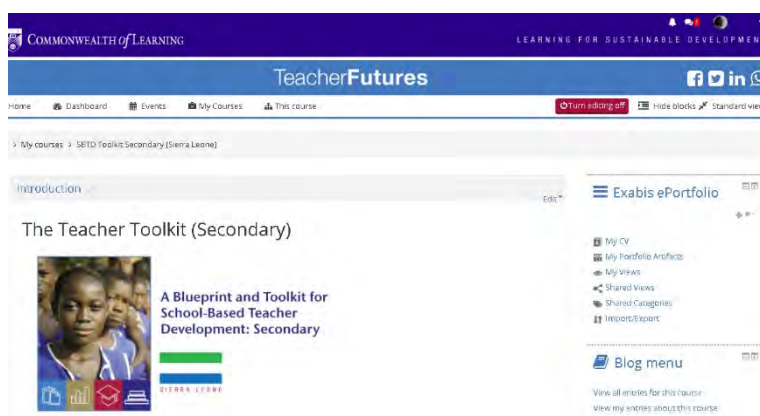 COMMONWEALTH of LEARNING
LEARNING FOR SUSTAINABLE DEVELOPMEN
TeacherFutures
Home Dashboard Events My Courses This course
Turn editing off Hide blocks Standard view
> My courses > SBTD Toolkit Secondary (Sierra Leone)
Introduction
Edit
Exabis ePortfolio
The Teacher Toolkit (Secondary)
My CV
My Portfolio Artifacts
My Views
Shared Views
Shared Categories
Import/Export
A Blueprint and Toolkit for
School-Based Teacher
Development: Secondary
SIERRA LEONE
Blog menu
View all entries for this course
View my entries about this course